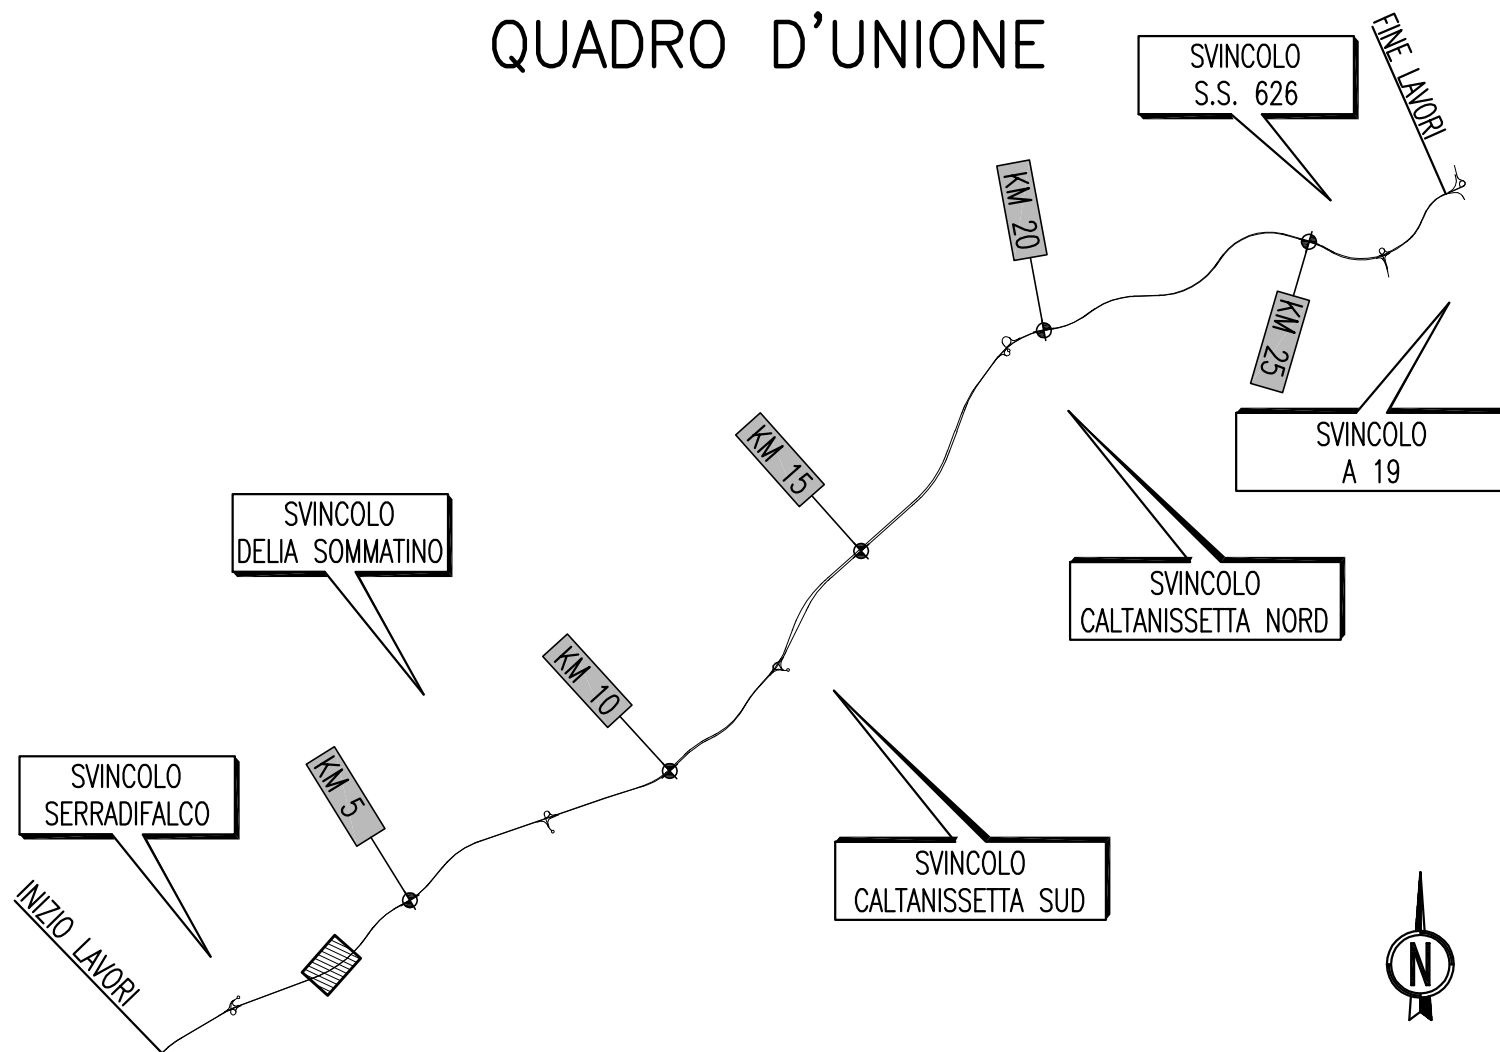 QUADRO D'UNIONE
SVINCOLO
S.S. 626
FINE LAVORI
KM 20
KM 25
SVINCOLO
A 19
KM 15
SVINCOLO
DELIA SOMMATINO
SVINCOLO
CALTANISSETTA NORD
KM 10
KM 5
SVINCOLO
SERRADIFALCO
SVINCOLO
CALTANISSETTA SUD
INIZIO LAVORI
N